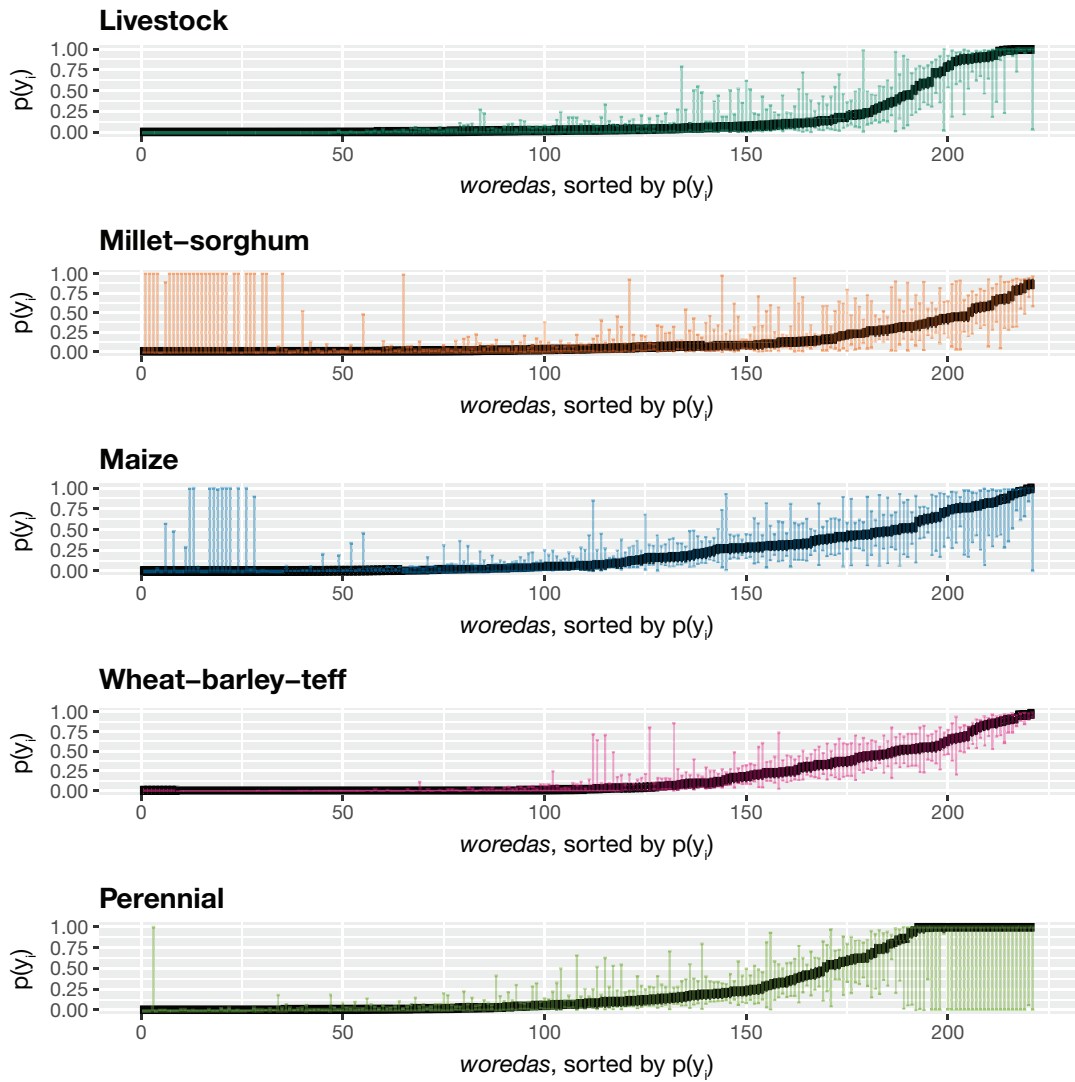 Livestock
p(yi)
1.00
0.75
0.50
0.25
0.00
0 50 100 150 200
woredas, sorted by p(yi)
Millet−sorghum
p(yi)
1.00
0.75
0.50
0.25
0.00
0 50 100 150 200
woredas, sorted by p(yi)
Maize
p(yi)
1.00
0.75
0.50
0.25
0.00
0 50 100 150 200
woredas, sorted by p(yi)
Wheat−barley−teff
p(yi)
1.00
0.75
0.50
0.25
0.00
0 50 100 150 200
woredas, sorted by p(yi)
Perennial
p(yi)
1.00
0.75
0.50
0.25
0.00
0 50 100 150 200
woredas, sorted by p(yi)